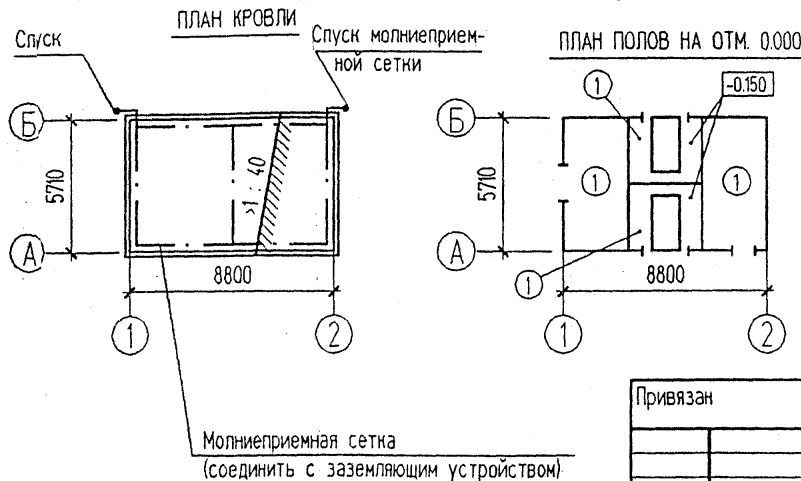 ПЛАН КРОВЛИ
Спуск
Спуск молниеприем-
ной сетки
Б
5710
А
>1 : 40
8800
1
2
Молниеприемная сетка
(соединить с заземляющим устройством)
ПЛАН ПОЛОВ НА ОТМ. 0.000
1
-0.150
Б
5710
1
1
А
1
8800
1
2
Привязан